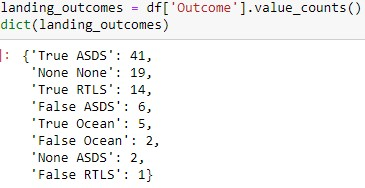 landing_outcomes = df['Outcome'].value_counts()
dict(landing_outcomes)
]: {'True ASDS': 41,
'None None': 19,
'True RTLS': 14,
'False ASDS': 6,
'True Ocean': 5,
'False Ocean': 2,
'None ASDS': 2,
'False RTLS': 1}